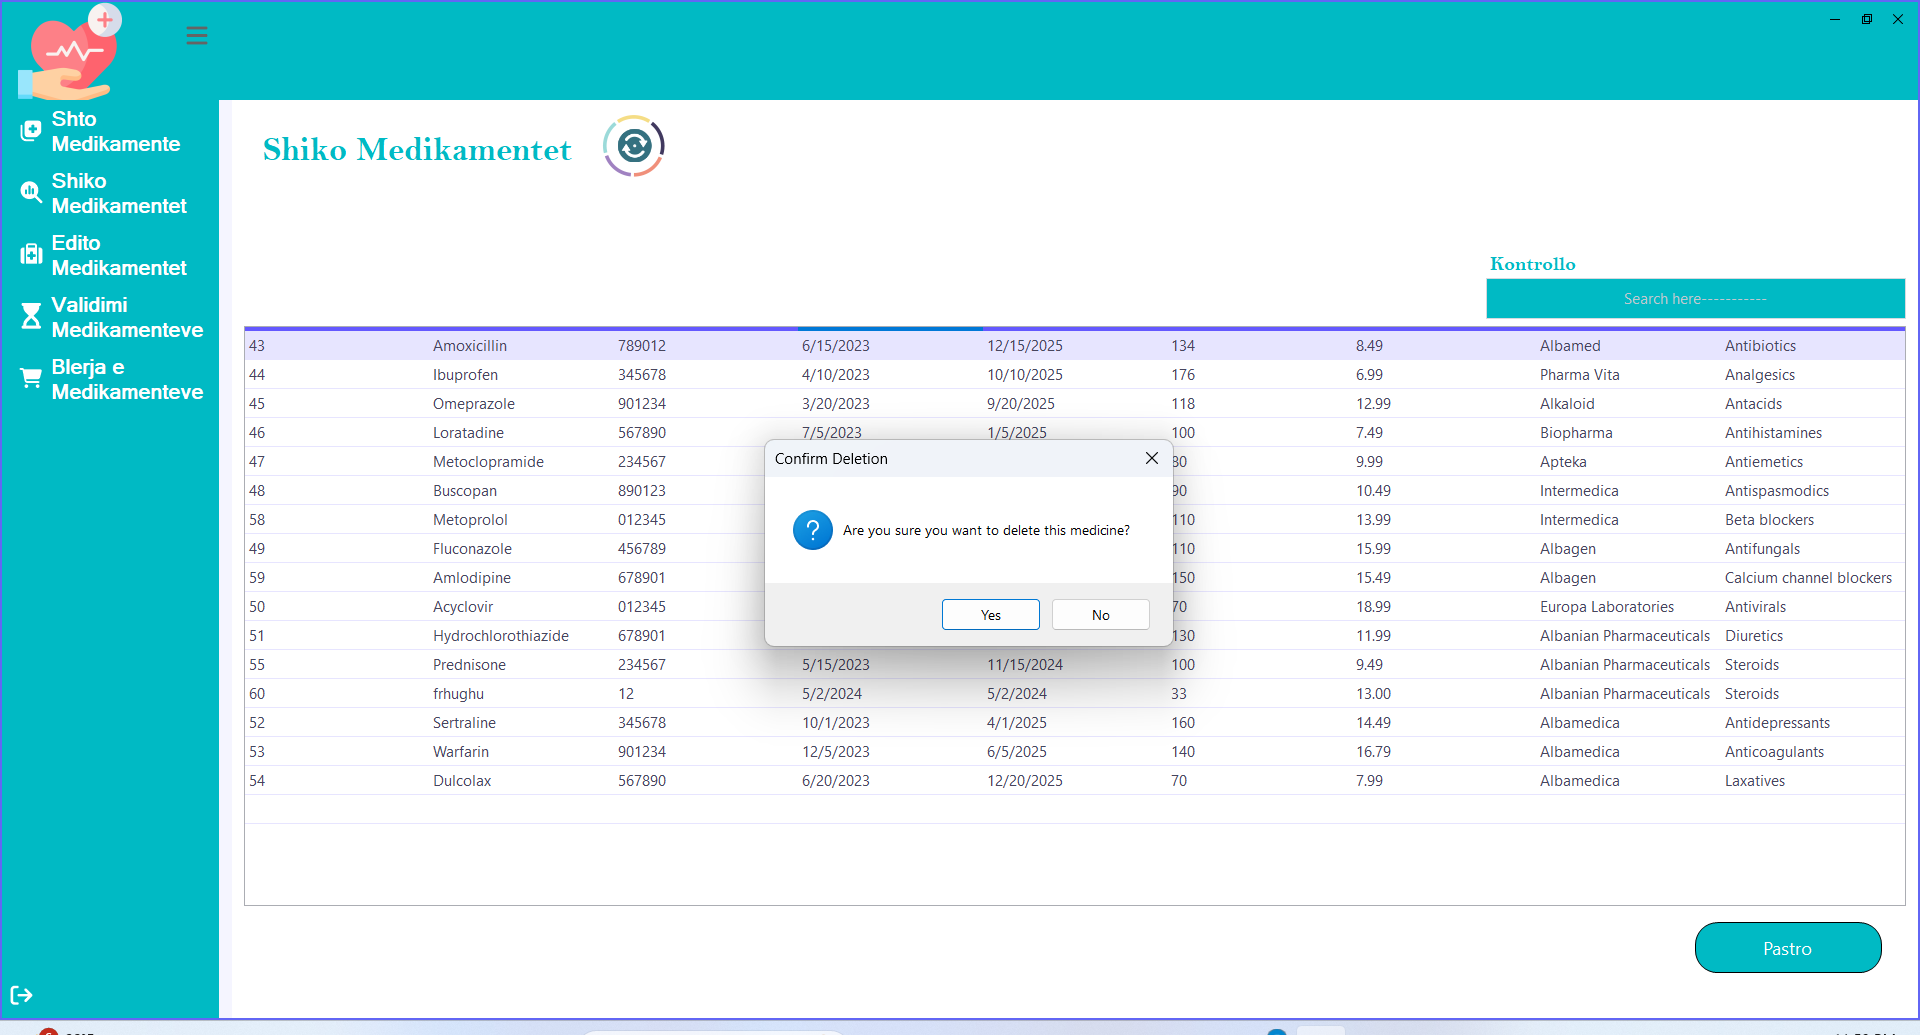 Shto
Medikamente
Shiko
Medikamentet
Edito
Medikamentet
Validimi
Medikamenteve
Blerja e
Medikamenteve
Shiko Medikamentet
Kontrollo
Search here-----------
43 Amoxicillin 789012 6/15/2023 12/15/2025 134 8.49 Albamed Antibiotics
44 Ibuprofen 345678 4/10/2023 10/10/2025 176 6.99 Pharma Vita Analgesics
45 Omeprazole 901234 3/20/2023 9/20/2025 118 12.99 Alkaloid Antacids
46 Loratadine 567890 7/5/2023 1/5/2025 100 7.49 Biopharma Antihistamines
47 Metoclopramide 234567 80 9.99 Apteka Antiemetics
48 Buscopan 890123 90 10.49 Intermedica Antispasmodics
58 Metoprolol 012345 110 13.99 Intermedica Beta blockers
49 Fluconazole 456789 110 15.99 Albagen Antifungals
59 Amlodipine 678901 150 15.49 Albagen Calcium channel blockers
50 Acyclovir 012345 70 18.99 Europa Laboratories Antivirals
51 Hydrochlorothiazide 678901 130 11.99 Albanian Pharmaceuticals Diuretics
55 Prednisone 234567 5/15/2023 11/15/2024 100 9.49 Albanian Pharmaceuticals Steroids
60 frhughu 12 5/2/2024 5/2/2024 33 13.00 Albanian Pharmaceuticals Steroids
52 Sertraline 345678 10/1/2023 4/1/2025 160 14.49 Albamedica Antidepressants
53 Warfarin 901234 12/5/2023 6/5/2025 140 16.79 Albamedica Anticoagulants
54 Dulcolax 567890 6/20/2023 12/20/2025 70 7.99 Albamedica Laxatives
Confirm Deletion
Are you sure you want to delete this medicine?
Yes No
Pastro